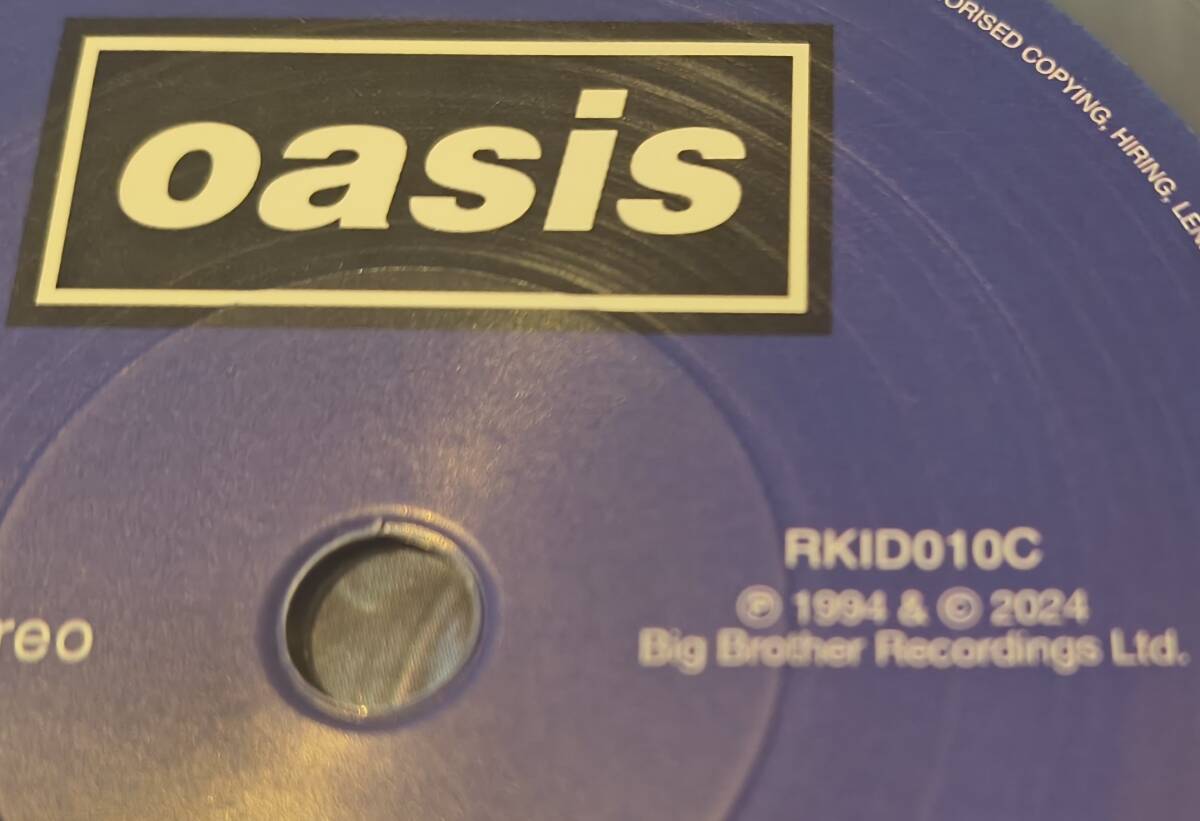 oasis
ORISED COPYING, HIRING, LEN
RKID010C
℗ 1994 & © 2024
Big Brother Recordings Ltd.
reo